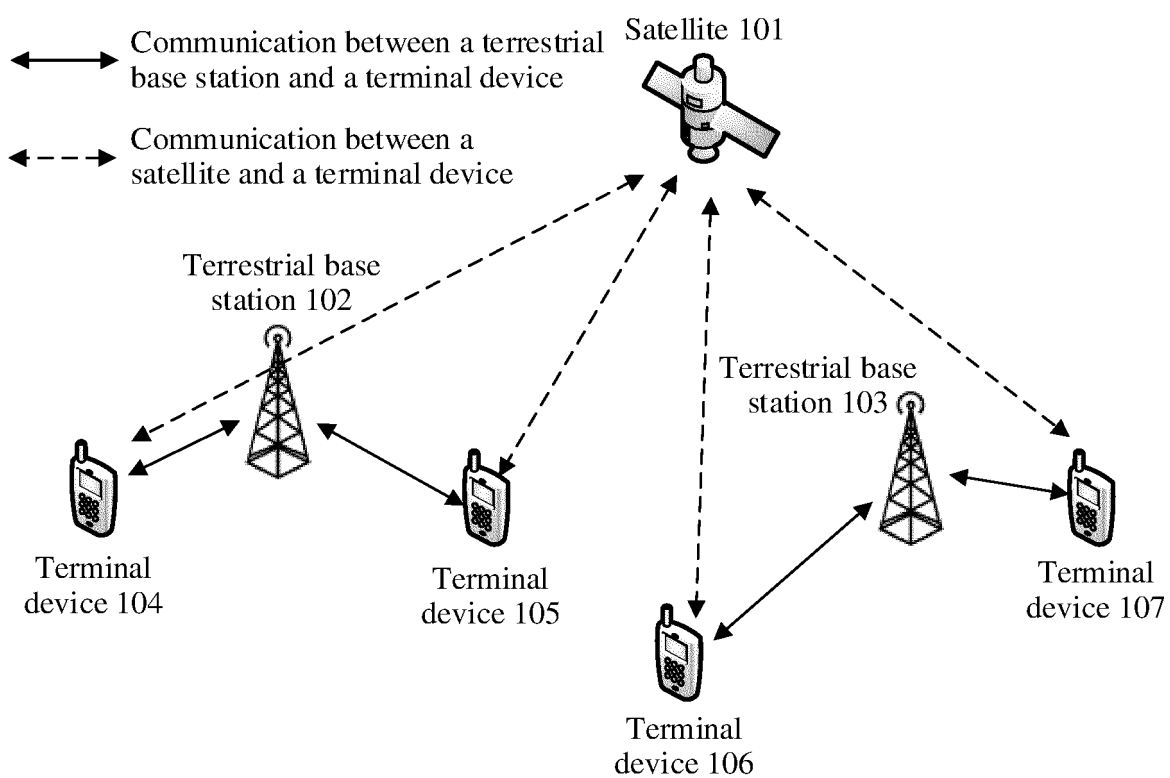 Communication between a terrestrial
base station and a terminal device
Satellite 101
Communication between a
satellite and a terminal device
Terrestrial base
station 102
Terrestrial base
station 103
Terminal
device 104
Terminal
device 105
Terminal
device 107
Terminal
device 106